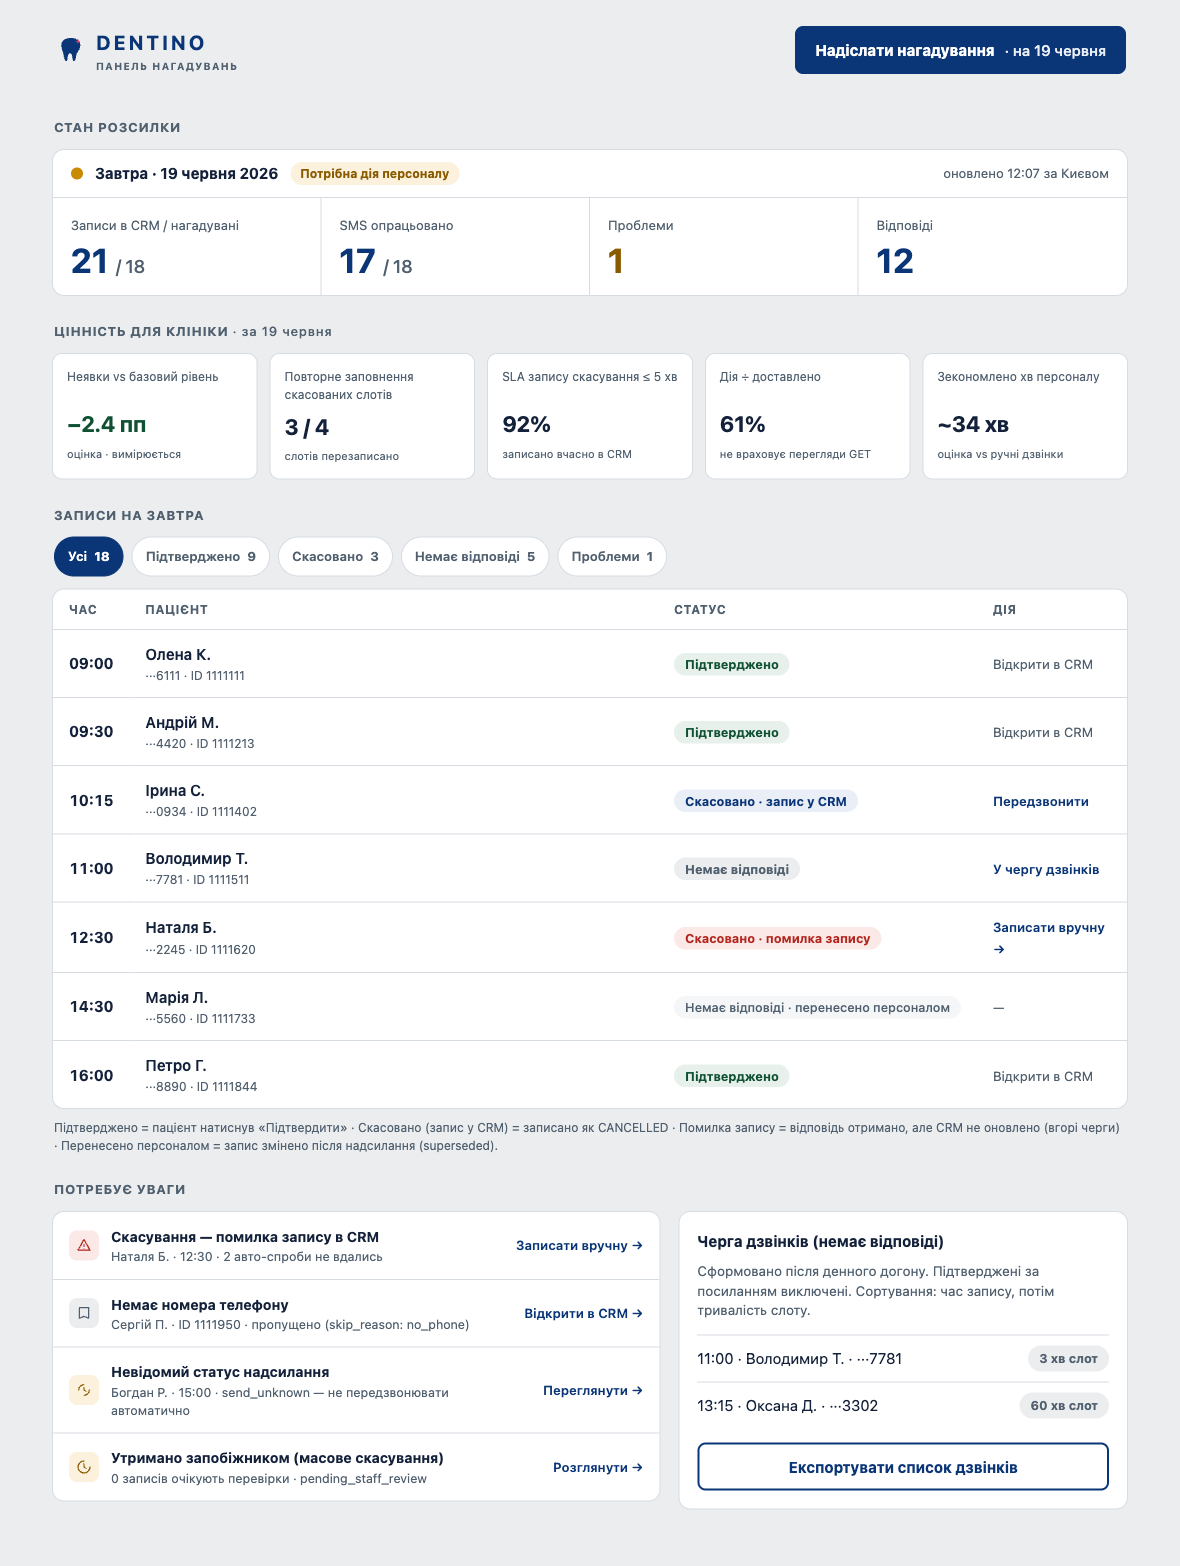 DENTINO
ПАНЕЛЬ НАГАДУВАНЬ
Надіслати нагадування · на 19 червня
СТАН РОЗСИЛКИ
Завтра · 19 червня 2026 Потрібна дія персоналу оновлено 12:07 за Києвом
Записи в CRM / нагадувані
21 / 18
SMS опрацьовано
17 / 18
Проблеми
1
Відповіді
12
ЦІННІСТЬ ДЛЯ КЛІНІКИ · за 19 червня
Неявки vs базовий рівень
−2.4 пп
оцінка · вимірюється
Повторне заповнення
скасованих слотів
3 / 4
слотів перезаписано
SLA запису скасування ≤ 5 хв
92%
записано вчасно в CRM
Дія ÷ доставлено
61%
не враховує перегляди GET
Зекономлено хв персоналу
~34 хв
оцінка vs ручні дзвінки
ЗАПИСИ НА ЗАВТРА
Усі 18 Підтверджено 9 Скасовано 3 Немає відповіді 5 Проблеми 1
ЧАС ПАЦІЄНТ СТАТУС ДІЯ
09:00 Олена К. Підтверджено Відкрити в CRM
···6111 · ID 1111111
09:30 Андрій М. Підтверджено Відкрити в CRM
···4420 · ID 1111213
10:15 Ірина С. Скасовано · запис у CRM Передзвонити
···0934 · ID 1111402
11:00 Володимир Т. Немає відповіді У чергу дзвінків
···7781 · ID 1111511
12:30 Наталя Б. Скасовано · помилка запису Записати вручну →
···2245 · ID 1111620
14:30 Марія Л. Немає відповіді · перенесено персоналом —
···5560 · ID 1111733
16:00 Петро Г. Підтверджено Відкрити в CRM
···8890 · ID 1111844
Підтверджено = пацієнт натиснув «Підтвердити» · Скасовано (запис у CRM) = записано як CANCELLED · Помилка запису = відповідь отримано, але CRM не оновлено (вгорі черги)
· Перенесено персоналом = запис змінено після надсилання (superseded).
ПОТРЕБУЄ УВАГИ
Скасування — помилка запису в CRM
Наталя Б. · 12:30 · 2 авто-спроби не вдались
Записати вручну →
Немає номера телефону
Сергій П. · ID 1111950 · пропущено (skip_reason: no_phone)
Відкрити в CRM →
Невідомий статус надсилання
Богдан Р. · 15:00 · send_unknown — не передзвонювати
автоматично
Переглянути →
Утримано запобіжником (масове скасування)
0 записів очікують перевірки · pending_staff_review
Розглянути →
Черга дзвінків (немає відповіді)
Сформовано після денного догону. Підтверджені за
посиланням виключені. Сортування: час запису, потім
тривалість слоту.
11:00 · Володимир Т. · ···7781 3 хв слот
13:15 · Оксана Д. · ···3302 60 хв слот
Експортувати список дзвінків